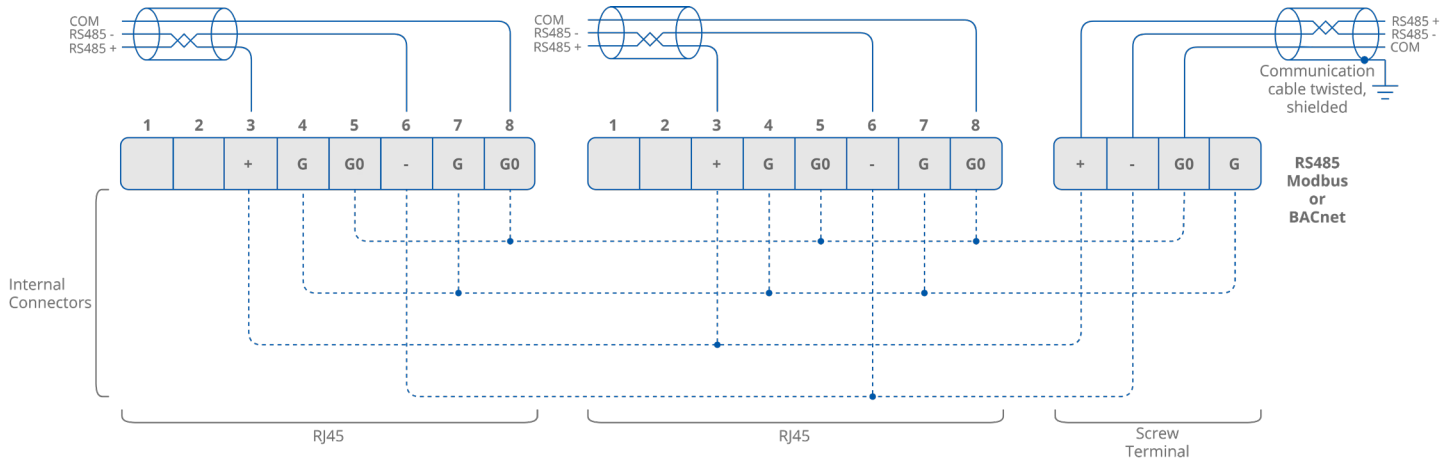 COM
RS485 -
RS485 +
COM
RS485 -
RS485 +
RS485 +
RS485 -
COM
Communication
cable twisted,
shielded
1 2 3 4 5 6 7 8
1 2 3 4 5 6 7 8
+ G G0 - G G0
+ G G0 - G G0
+ - G0 G
RS485
Modbus
or
BACnet
Internal
Connectors
RJ45
RJ45
Screw
Terminal